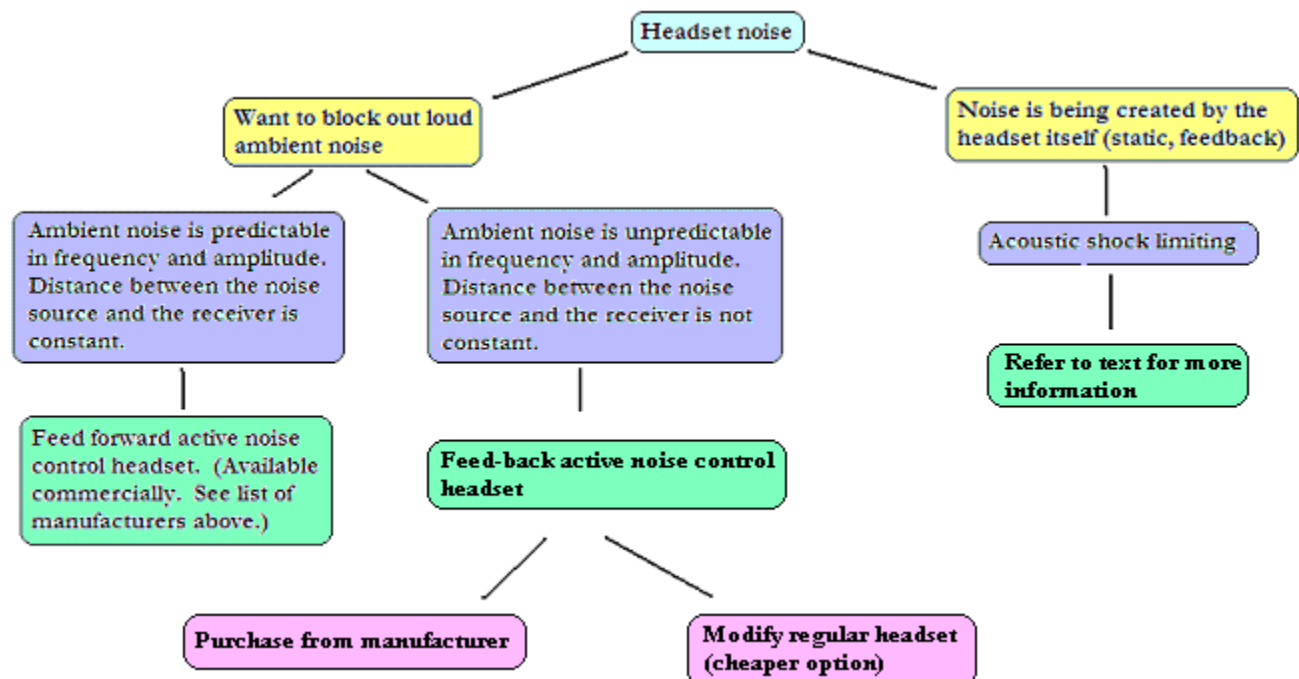 Headset noise
Want to block out loud
ambient noise
Noise is being created by the
headset itself (static, feedback)
Ambient noise is predictable
in frequency and amplitude.
Distance between the noise
source and the receiver is
constant.
Ambient noise is unpredictable
in frequency and amplitude.
Distance between the noise
source and the receiver is not
constant.
Acoustic shock limiting
Refer to text for more
information
Feed forward active noise
control headset. (Available
commercially. See list of
manufacturers above.)
Feed-back active noise control
headset
Purchase from manufacturer
Modify regular headset
(cheaper option)